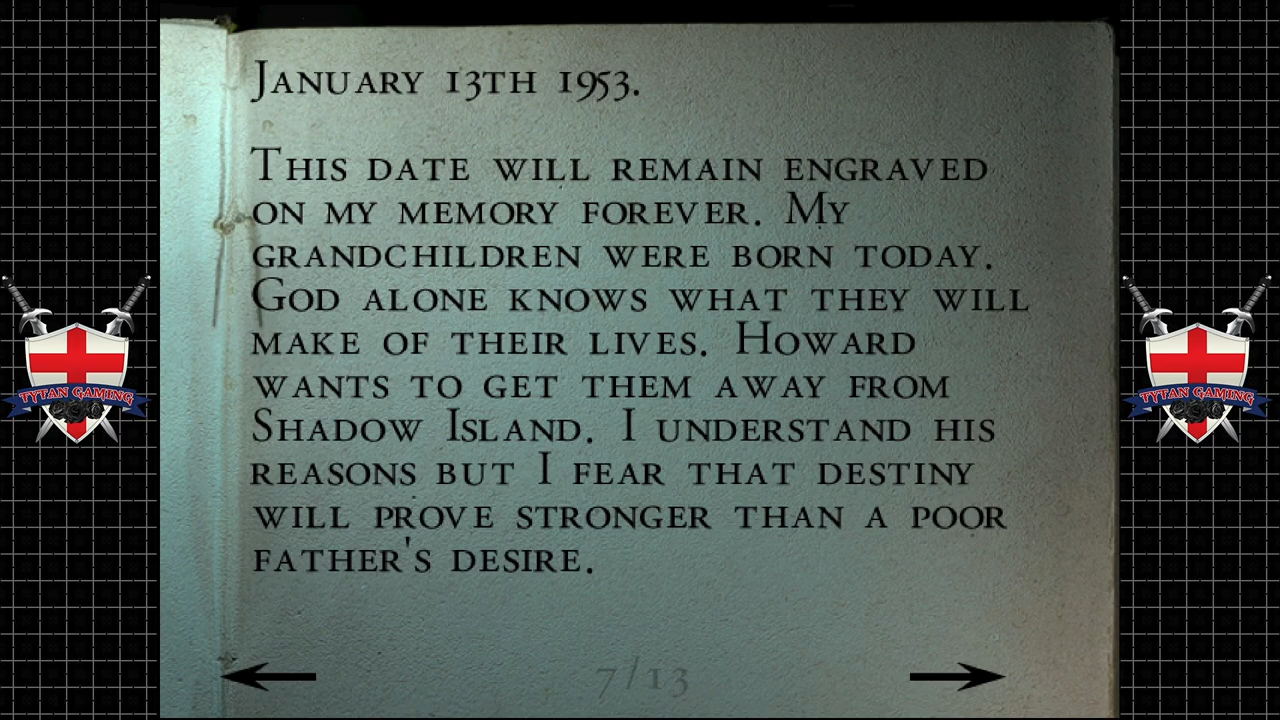 January 13th 1953.
This date will remain engraved
on my memory forever. My
grandchildren were born today.
God alone knows what they will
make of their lives. Howard
wants to get them away from
Shadow Island. I understand his
reasons but I fear that destiny
will prove stronger than a poor
father's desire.
7/13
TYTAN GAMING
TYTAN GAMING